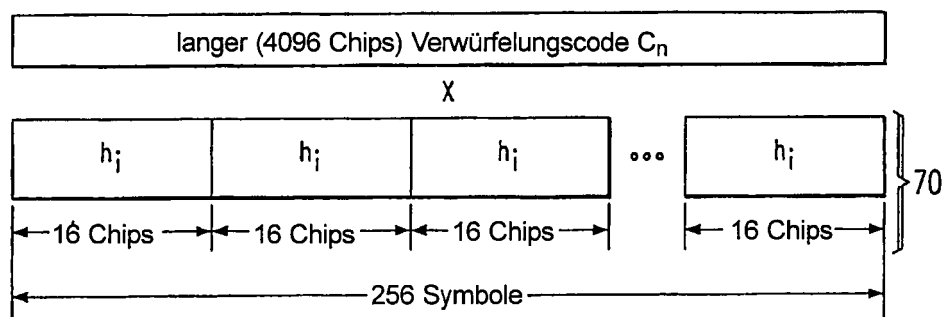 langer (4096 Chips) Verwürfelungscode Cn
X
hi hi hi ooo hi
70
16 Chips 16 Chips 16 Chips 16 Chips
256 Symbole